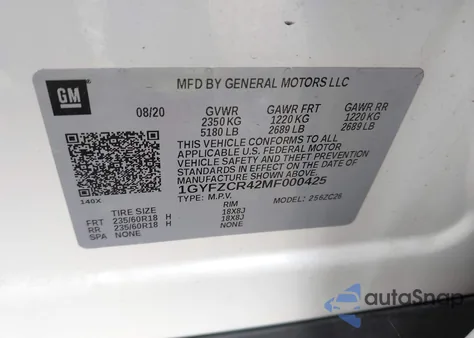 GM
MFD BY GENERAL MOTORS LLC
08/20 GVWR GAWR FRT GAWR RR
2350 KG 1220 KG 1220 KG
5180 LB 2689 LB 2689 LB
THIS VEHICLE CONFORMS TO ALL
APPLICABLE U.S. FEDERAL MOTOR
VEHICLE SAFETY AND THEFT PREVENTION
STANDARDS IN EFFECT ON THE DATE OF
MANUFACTURE SHOWN ABOVE.
1GYFZCR42MF000425
140X TYPE: M.P.V. MODEL: 2562C26
TIRE SIZE RIM
FRT 235/60R18 H 18X8J
RR 235/60R18 H 18X8J
SPA NONE NONE
autoSnap